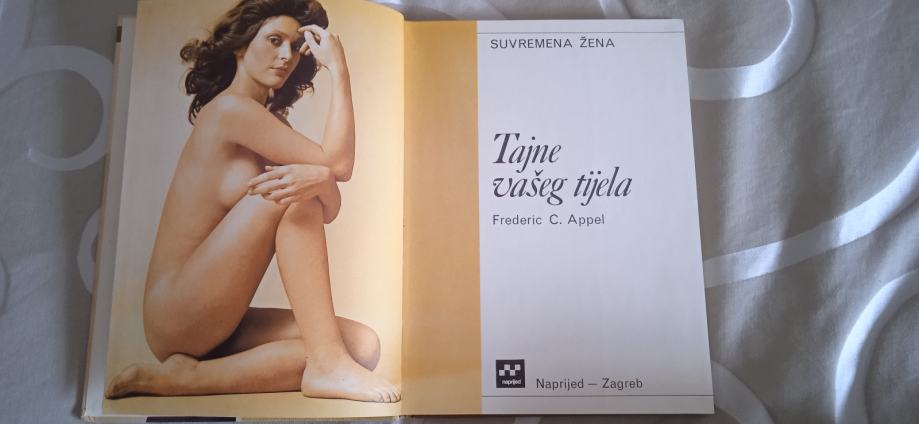 SUVREMENA ŽENA
Tajne
vašeg tijela
Frederic C. Appel
naprijed
Naprijed — Zagreb